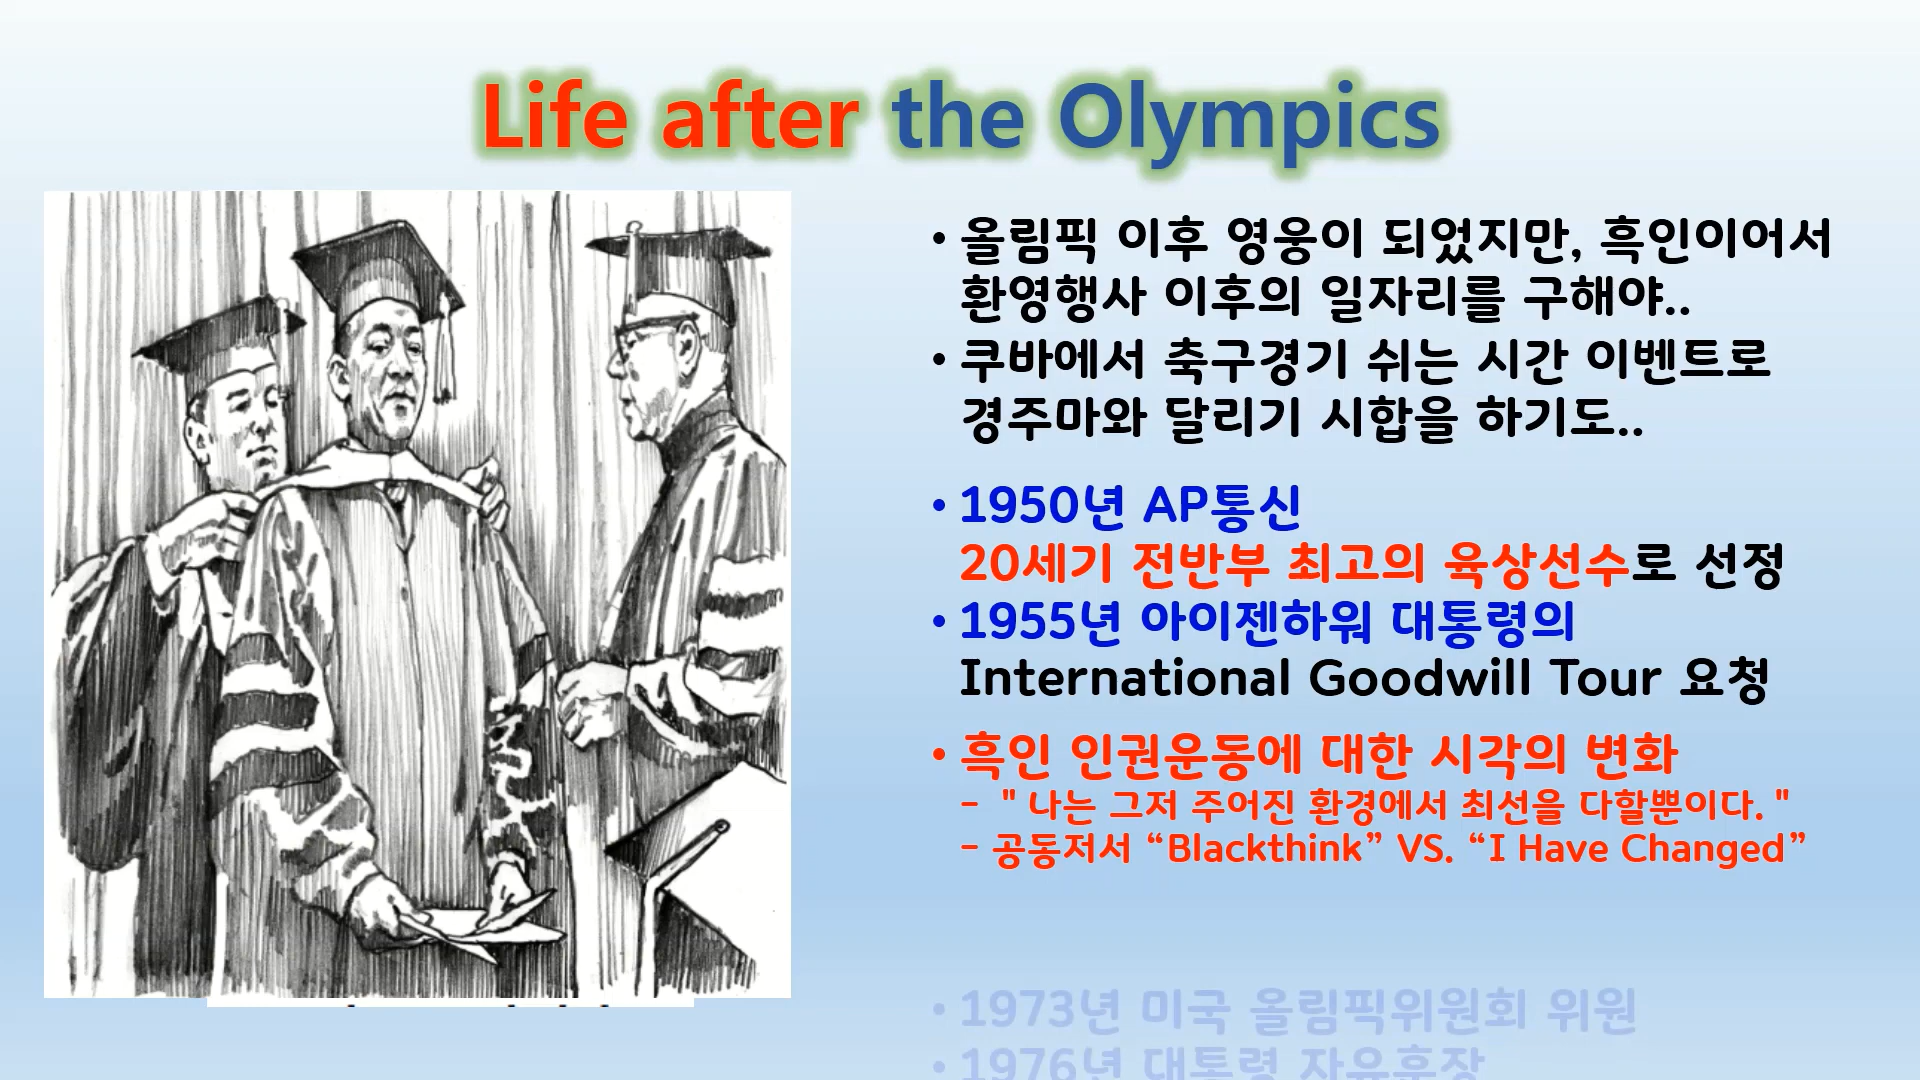 Life after the Olympics
• 올림픽 이후 영웅이 되었지만, 흑인이어서
환영행사 이후의 일자리를 구해야..
• 쿠바에서 축구경기 쉬는 시간 이벤트로
경주마와 달리기 시합을 하기도..
• 1950년 AP통신
20세기 전반부 최고의 육상선수로 선정
• 1955년 아이젠하워 대통령의
International Goodwill Tour 요청
• 흑인 인권운동에 대한 시각의 변화
- " 나는 그저 주어진 환경에서 최선을 다할뿐이다. "
- 공동저서 “Blackthink” VS. “I Have Changed”
• 1973년 미국 올림픽위원회 위원
• 1976년 대통령 자유훈장